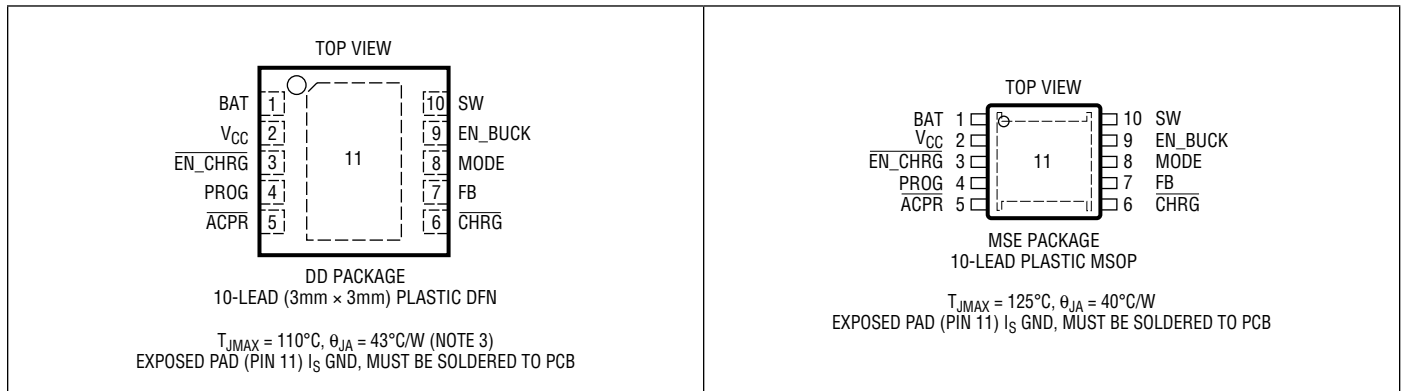 TOP VIEW
BAT 1
VCC 2
EN_CHRG 3
PROG 4
ACPR 5
11
10 SW
9 EN_BUCK
8 MODE
7 FB
6 CHRG
DD PACKAGE
10-LEAD (3mm × 3mm) PLASTIC DFN
TJMAX = 110°C, θJA = 43°C/W (NOTE 3)
EXPOSED PAD (PIN 11) IS GND, MUST BE SOLDERED TO PCB
TOP VIEW
BAT 1
VCC 2
EN_CHRG 3
PROG 4
ACPR 5
11
10 SW
9 EN_BUCK
8 MODE
7 FB
6 CHRG
MSE PACKAGE
10-LEAD PLASTIC MSOP
TJMAX = 125°C, θJA = 40°C/W
EXPOSED PAD (PIN 11) IS GND, MUST BE SOLDERED TO PCB